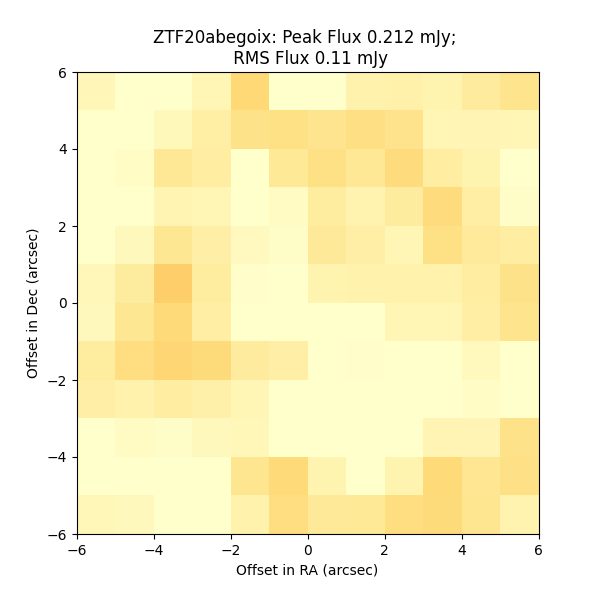 ZTF20abegoix: Peak Flux 0.212 mJy;
RMS Flux 0.11 mJy
6
4
2
0
−2
−4
−6
Offset in Dec (arcsec)
−6 −4 −2 0 2 4 6
Offset in RA (arcsec)